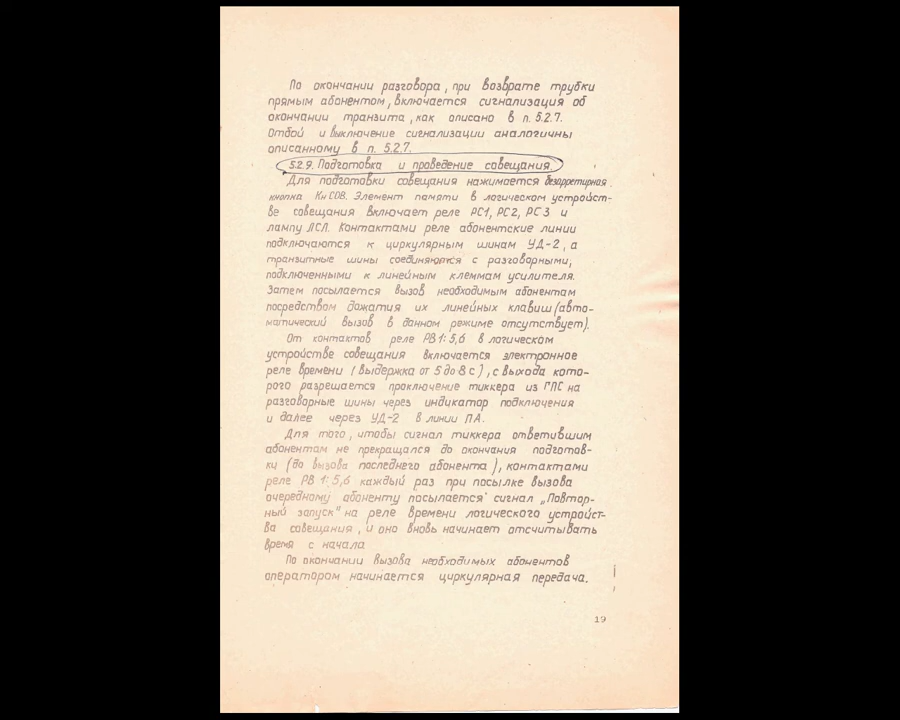 По окончании разговора, при возврате трубки
прямым абонентом, включается сигнализация об
окончании транзита, как описано в п. 5.2.7.
Отбой и выключение сигнализации аналогичны
описанному в п. 5.2.7.
5.2.9. Подготовка и проведение совещания
Для подготовки совещания нажимается безарретирная
кнопка КнСОВ. Элемент памяти в логическом устройст-
ве совещания включает реле РС1, РС2, РС3 и
лампу ЛСЛ. Контактами реле абонентские линии
подключаются к циркулярным шинам УД-2, а
транзитные шины соединяются с разговорными,
подключенными к линейным клеммам усилителя.
Затем посылается вызов необходимым абонентам
посредством дожатия их линейных клавиш (авто-
матический вызов в данном режиме отсутствует).
От контактов реле РВ1: 5,6 в логическом
устройстве совещания включается электронное
реле времени (выдержка от 5 до 8 с), с выхода кото-
рого разрешается проключение тиккера из ГПС на
разговорные шины через индикатор подключения
и далее через УД-2 в линии ПА.
Для того, чтобы сигнал тиккера ответившим
абонентам не прекращался до окончания подготов-
ки (до вызова последнего абонента), контактами
реле РВ 1: 5,6 каждый раз при посылке вызова
очередному абоненту посылается сигнал „Повтор-
ный запуск" на реле времени логического устройст-
ва совещания, и оно вновь начинает отсчитывать
время с начала
По окончании вызова необходимых абонентов
оператором начинается циркулярная передача.
19